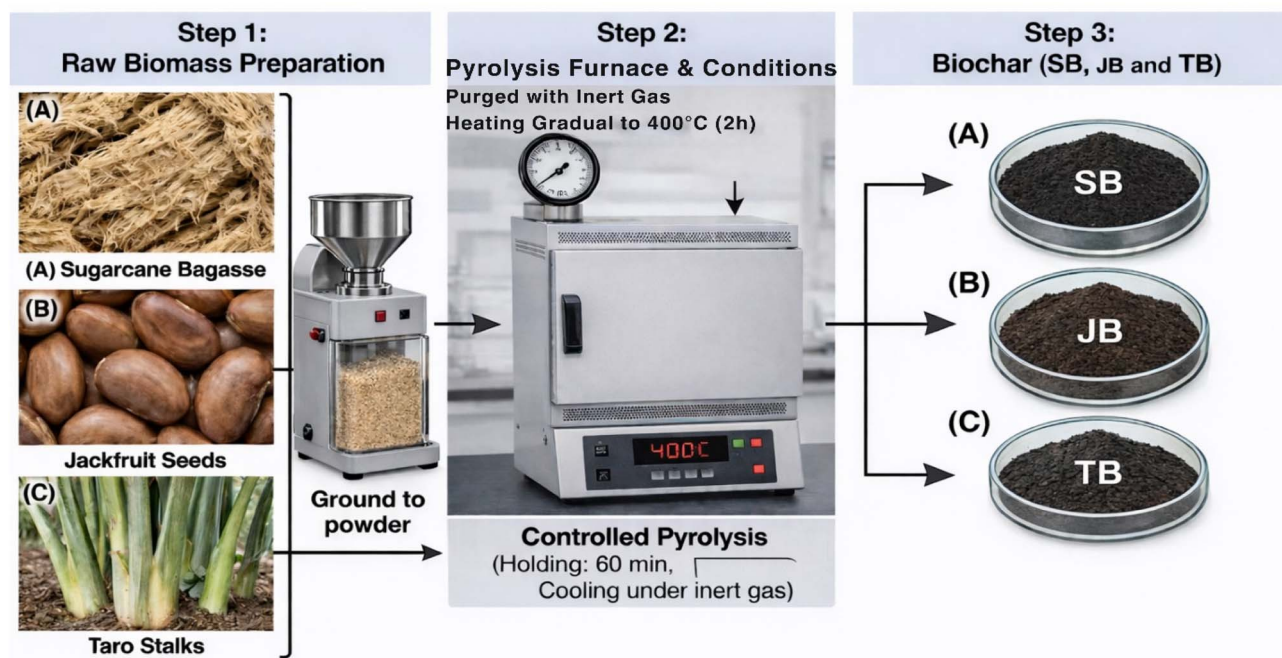 Step 1:
Raw Biomass Preparation
(A)
(A) Sugarcane Bagasse
(B)
Jackfruit Seeds
(C)
Taro Stalks
Ground to
powder
Step 2:
Pyrolysis Furnace & Conditions
Purged with Inert Gas
Heating Gradual to 400°C (2h)
400°C
Controlled Pyrolysis
(Holding: 60 min,
Cooling under inert gas)
Step 3:
Biochar (SB, JB and TB)
(A)
SB
(B)
JB
(C)
TB